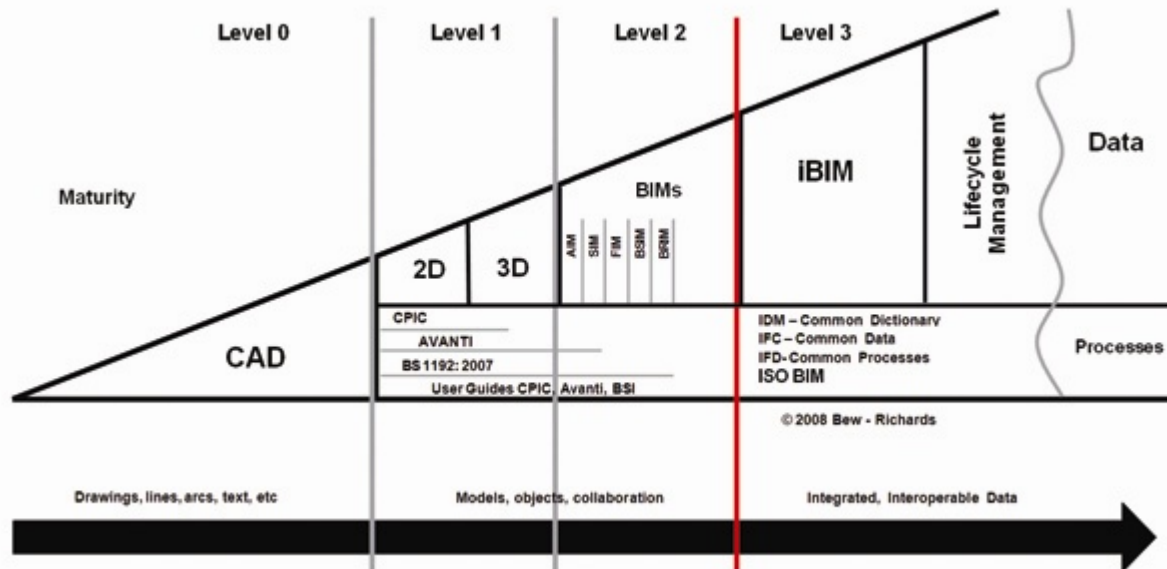 Level 0
Level 1
Level 2
Level 3
Maturity
CAD
2D
3D
BIMs
AIM
SIM
FIM
BSIM
BRIM
iBIM
Lifecycle
Management
Data
CPIC
AVANTI
BS 1192: 2007
User Guides CPIC, Avanti, BSI
IDM – Common Dictionary
IFC – Common Data
IFD- Common Processes
ISO BIM
Processes
© 2008 Bew - Richards
Drawings, lines, arcs, text, etc
Models, objects, collaboration
Integrated, Interoperable Data